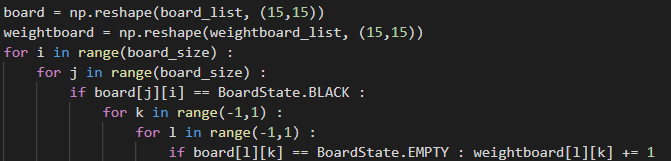 board = np.reshape(board_list, (15,15))
weightboard = np.reshape(weightboard_list, (15,15))
for i in range(board_size) :
    for j in range(board_size) :
        if board[j][i] == BoardState.BLACK :
            for k in range(-1,1) :
                for l in range(-1,1) :
                    if board[l][k] == BoardState.EMPTY : weightboard[l][k] += 1